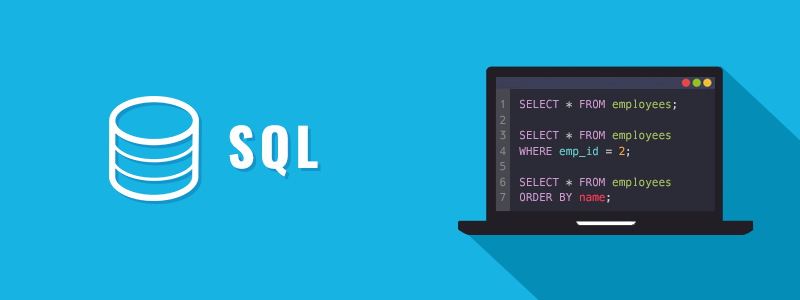 SQL
1 SELECT * FROM employees;
2
3 SELECT * FROM employees
4 WHERE emp_id = 2;
5
6 SELECT * FROM employees
7 ORDER BY name;